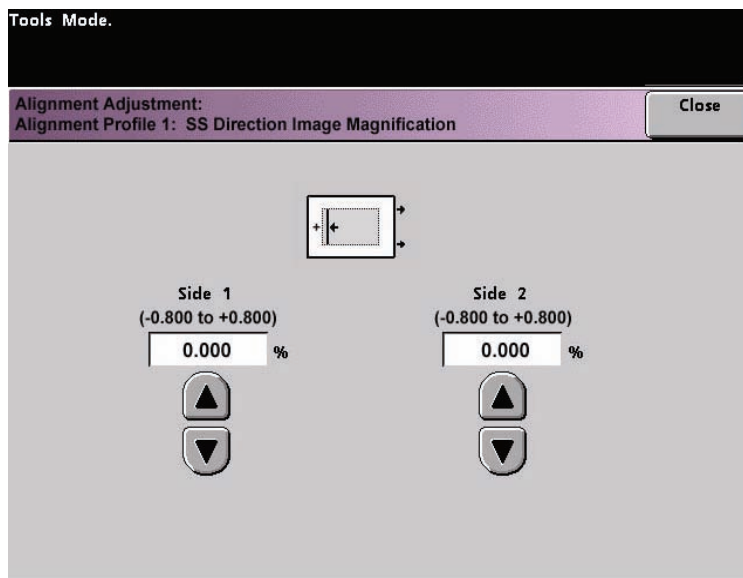 Tools Mode.
Alignment Adjustment:
Alignment Profile 1: SS Direction Image Magnification
Close
Side 1
(-0.800 to +0.800)
0.000 %
Side 2
(-0.800 to +0.800)
0.000 %